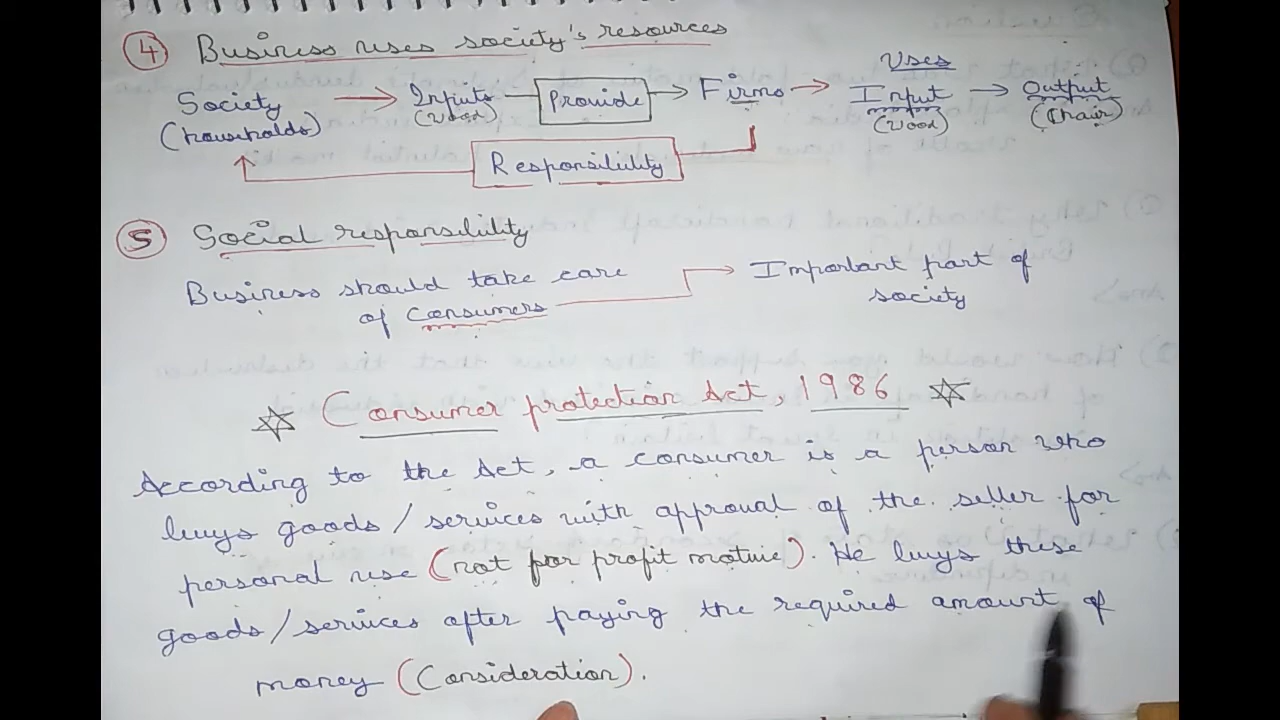 4 Business uses society's resources
Society (households) → Inputs (Wood) — Provide → Firms → Uses Input (Wood) → Output (Chair)
Responsibility
5 Social responsibility
Business should take care of consumers → Important part of society
Consumer protection Act, 1986
According to the Act, a consumer is a person who
buys goods/services with approval of the seller for
personal use (not for profit motive). He buys these
goods/services after paying the required amount of
money (Consideration).